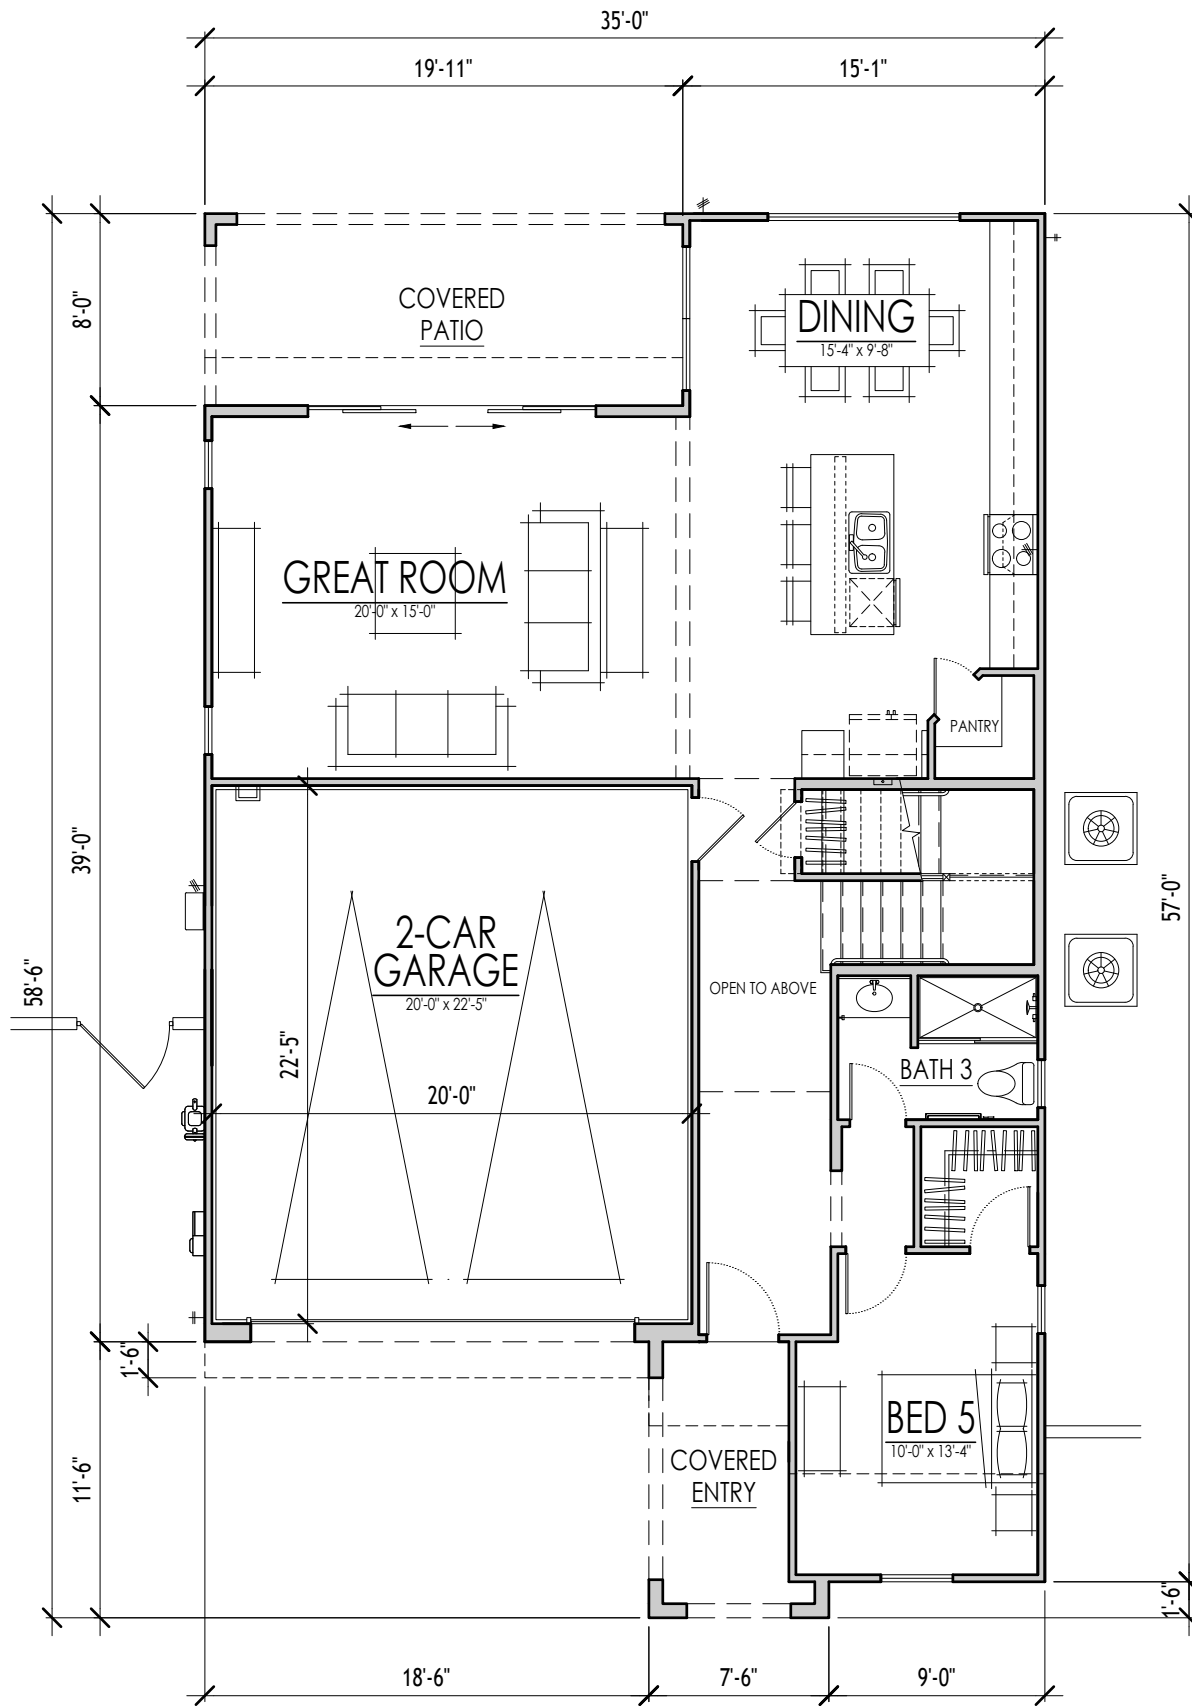 35'-0"
19'-11"
15'-1"
8'-0"
COVERED
PATIO
DINING
15'-4" x 9'-8"
GREAT ROOM
20'-0" x 15'-0"
PANTRY
39'-0"
58'-6"
57'-0"
2-CAR
GARAGE
20'-0" x 22'-5"
22'-5"
20'-0"
OPEN TO ABOVE
BATH 3
1'-6"
BED 5
10'-0" x 13'-4"
COVERED
ENTRY
11'-6"
1'-6"
18'-6"
7'-6"
9'-0"